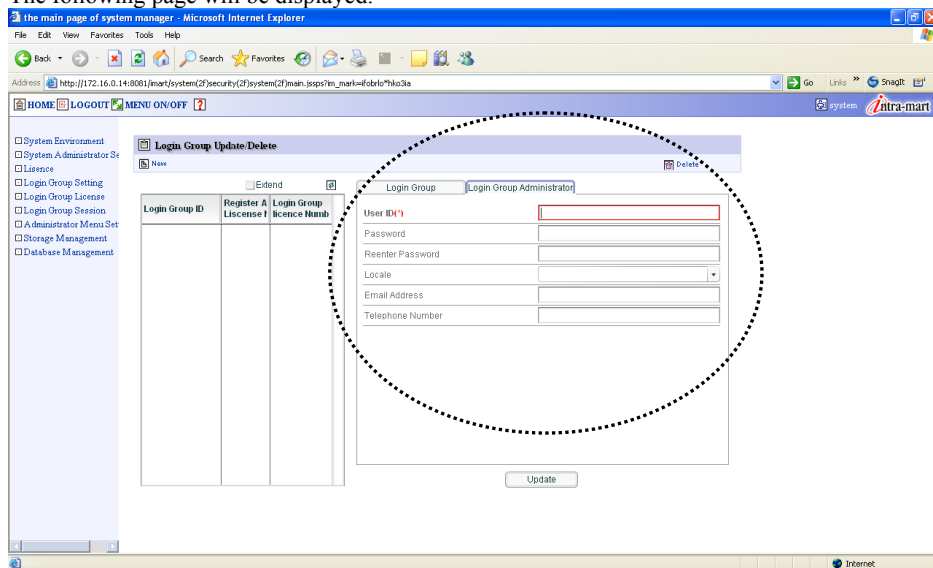 The following page will be displayed.
the main page of system manager - Microsoft Internet Explorer
File Edit View Favorites Tools Help
Back Search Favorites
Address http://172.16.0.14:8081/imart/system(2f)security(2f)system(2f)main.jssps?im_mark=ifobrlo*hko3ia Go Links » SnagIt
HOME LOGOUT MENU ON/OFF ? system intra-mart
System Environment
System Administrator Se
Lisence
Login Group Setting
Login Group License
Login Group Session
Administrator Menu Set
Storage Management
Database Management
Login Group Update/Delete
New Delete
Extend
Login Group ID Register A Login Group
Liscense N licence Numb
Login Group Login Group Administrator
User ID(*)
Password
Reenter Password
Locale
Email Address
Telephone Number
Update
Internet